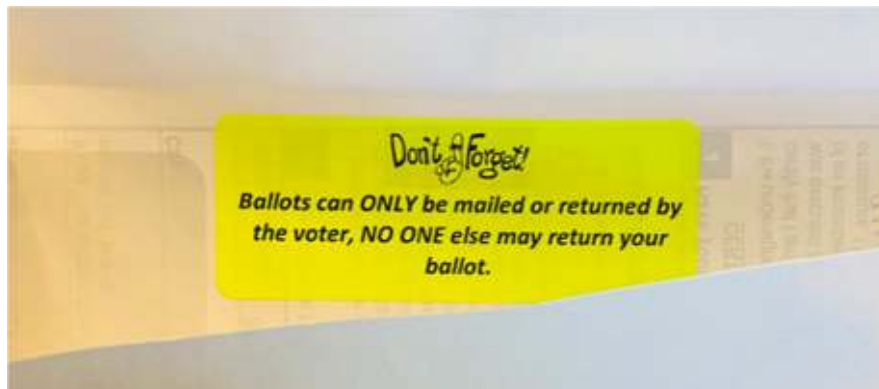 Don't Forget!
Ballots can ONLY be mailed or returned by
the voter, NO ONE else may return your
ballot.